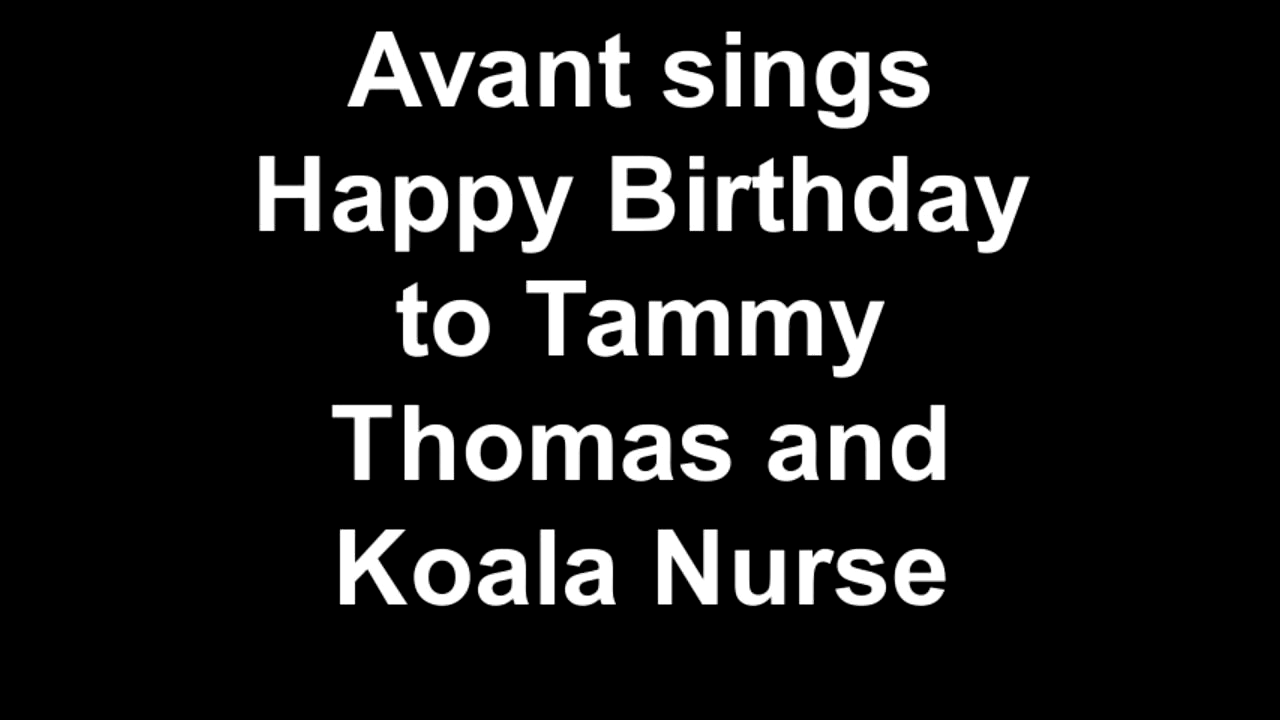 Avant sings
Happy Birthday
to Tammy
Thomas and
Koala Nurse